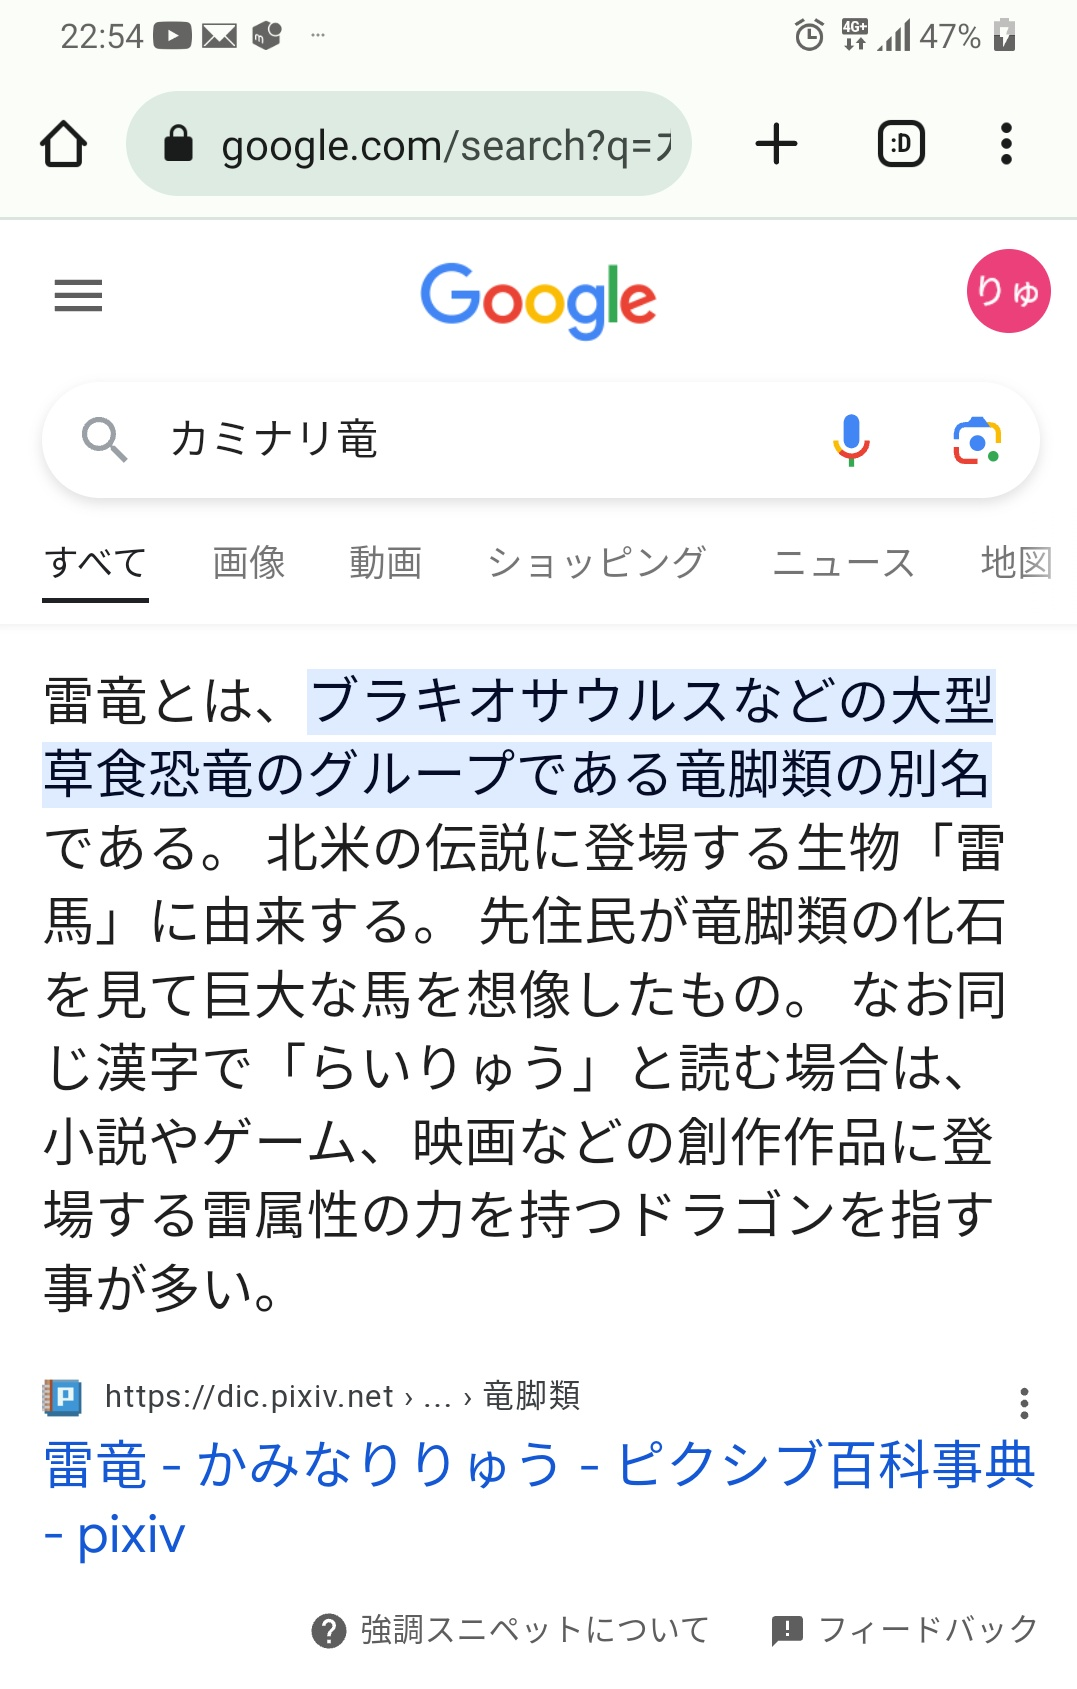 22:54
4G+
47%
google.com/search?q=
:D
Google
りゅ
カミナリ竜
すべて 画像 動画 ショッピング ニュース 地図
雷竜とは、ブラキオサウルスなどの大型
草食恐竜のグループである竜脚類の別名
である。 北米の伝説に登場する生物「雷
馬」に由来する。 先住民が竜脚類の化石
を見て巨大な馬を想像したもの。 なお同
じ漢字で「らいりゅう」と読む場合は、
小説やゲーム、映画などの創作作品に登
場する雷属性の力を持つドラゴンを指す
事が多い。
https://dic.pixiv.net › ... › 竜脚類
雷竜 - かみなりりゅう - ピクシブ百科事典
- pixiv
強調スニペットについて フィードバック